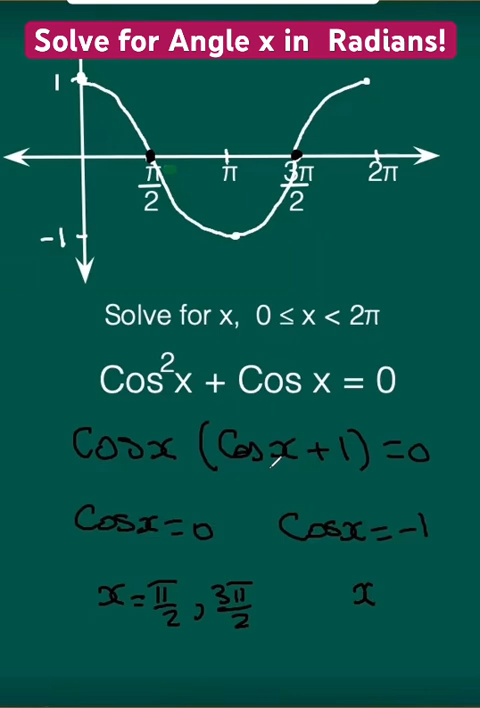 Solve for Angle x in Radians!
1
π/2 π 3π/2 2π
-1
Solve for x, 0 ≤ x < 2π
Cos²x + Cos x = 0
Cosx (Cosx + 1) = 0
Cosx = 0 Cosx = -1
x = π/2, 3π/2 x